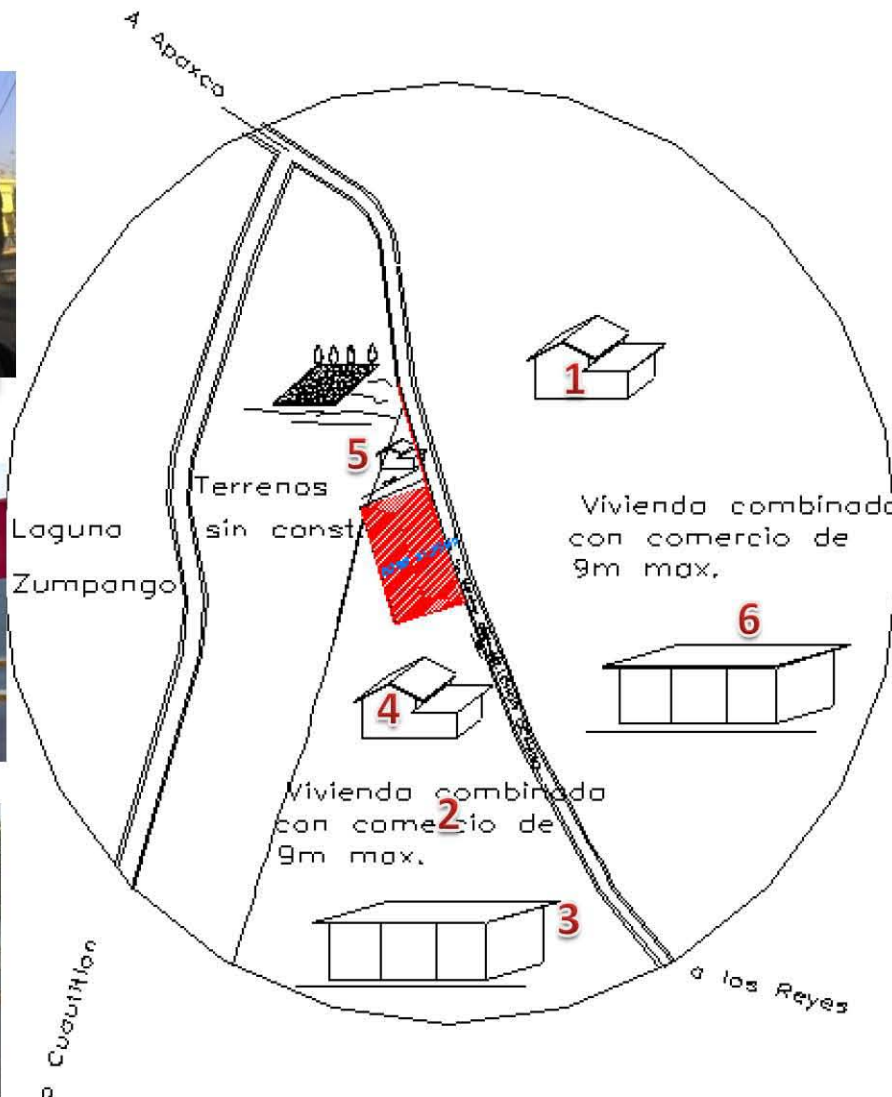 A Apaxco
1
5
Terrenos
sin const
Laguna
Zumpango
Vivienda combinada
con comercio de
9m max.
6
4
Vivienda combinada
con comercio de
9m max.
2
3
a los Reyes
a Cuautitlan